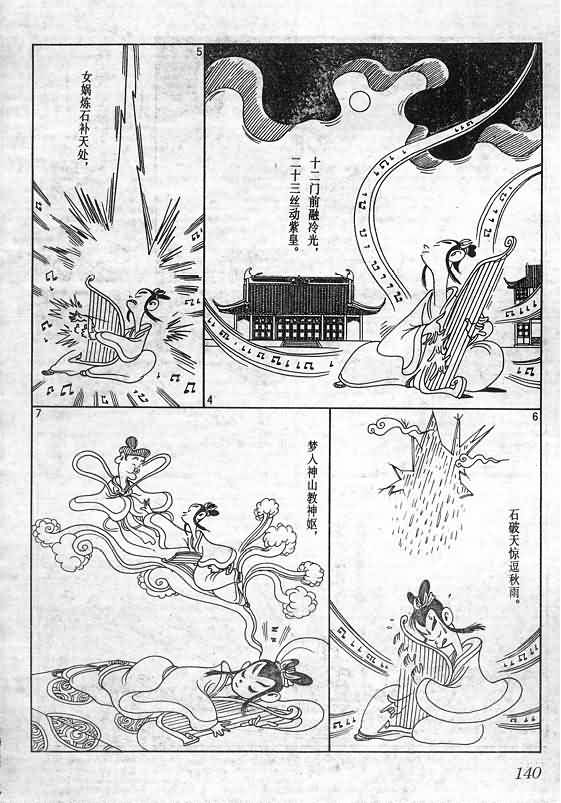 4
十二门前融冷光，
二十三丝动紫皇。
5
女娲炼石补天处，
6
石破天惊逗秋雨。
7
梦入神山教神妪，
140